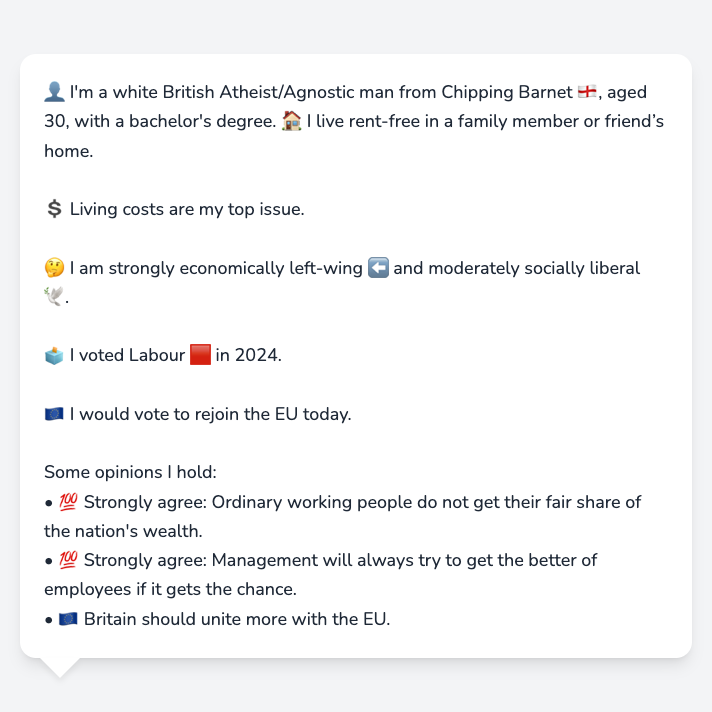 👤 I'm a white British Atheist/Agnostic man from Chipping Barnet 🏴󠁧󠁢󠁥󠁮󠁧󠁿, aged
30, with a bachelor's degree. 🏠 I live rent-free in a family member or friend’s
home.
💲 Living costs are my top issue.
🤔 I am strongly economically left-wing ⬅️ and moderately socially liberal
🕊️.
🗳️ I voted Labour 🟥 in 2024.
🇪🇺 I would vote to rejoin the EU today.
Some opinions I hold:
• 💯 Strongly agree: Ordinary working people do not get their fair share of
the nation's wealth.
• 💯 Strongly agree: Management will always try to get the better of
employees if it gets the chance.
• 🇪🇺 Britain should unite more with the EU.